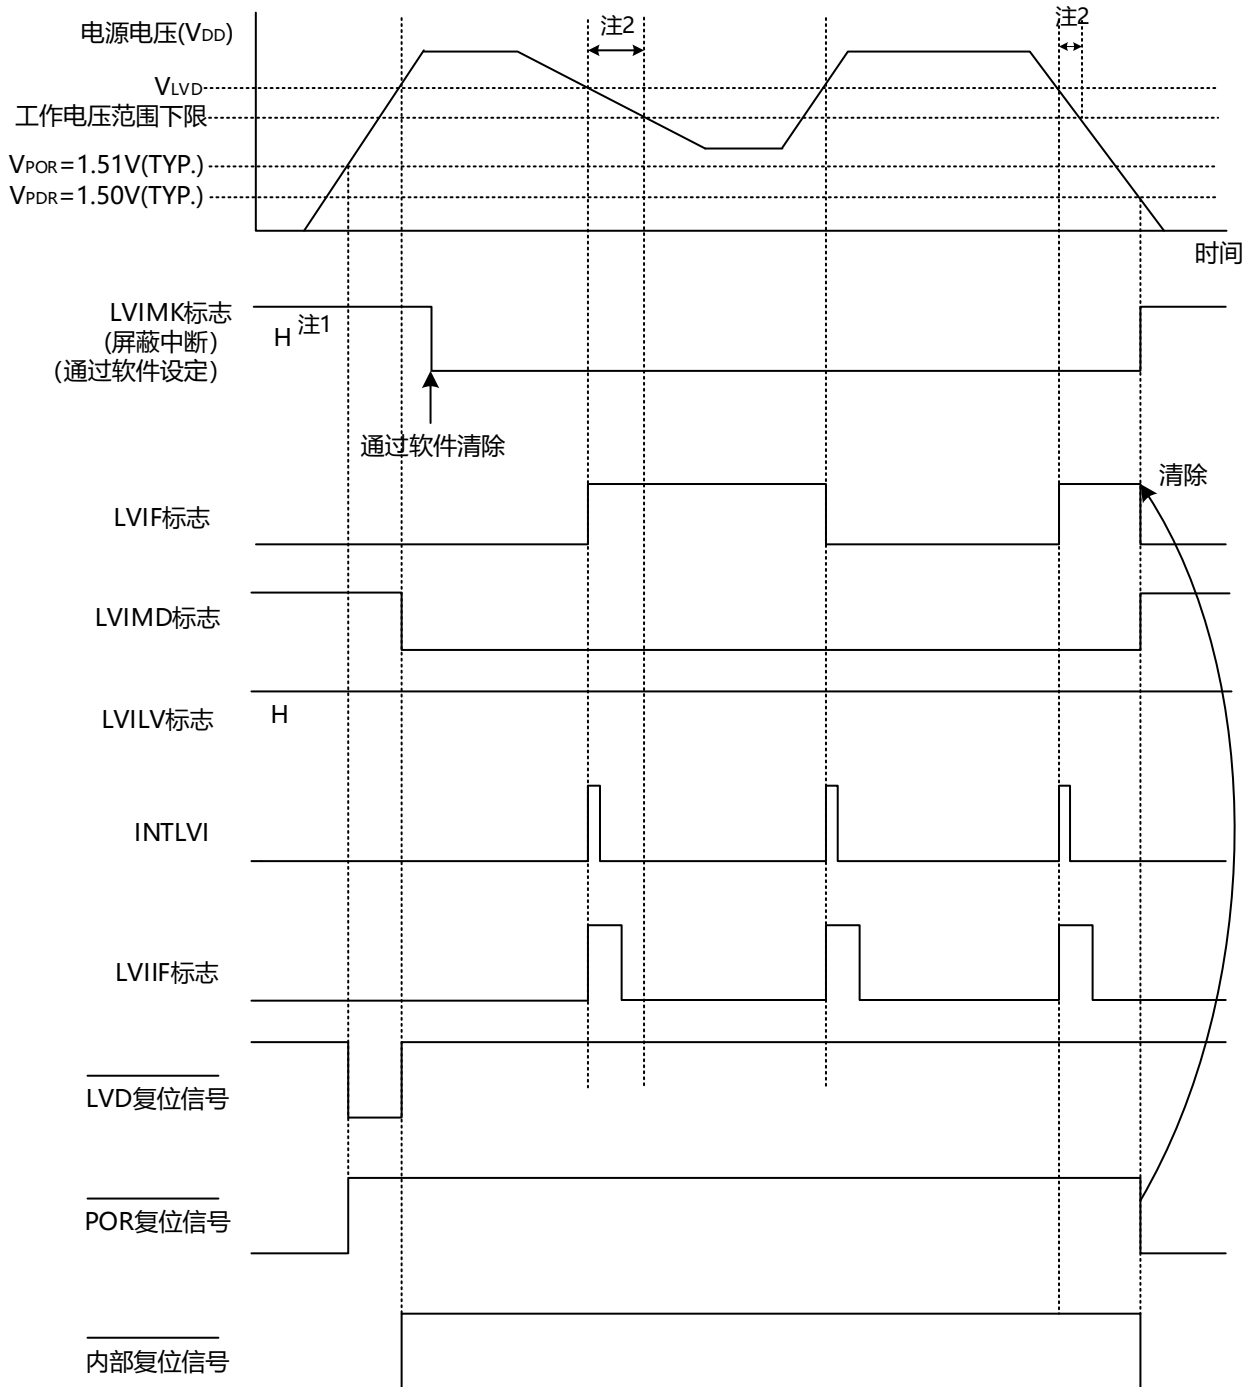 电源电压(VDD)
注2
注2
VLVD
工作电压范围下限
VPOR=1.51V(TYP.)
VPDR=1.50V(TYP.)
时间
LVIMK标志
(屏蔽中断)
(通过软件设定)
H 注1
通过软件清除
清除
LVIF标志
LVIMD标志
LVILV标志
H
INTLVI
LVIIF标志
LVD复位信号
POR复位信号
内部复位信号